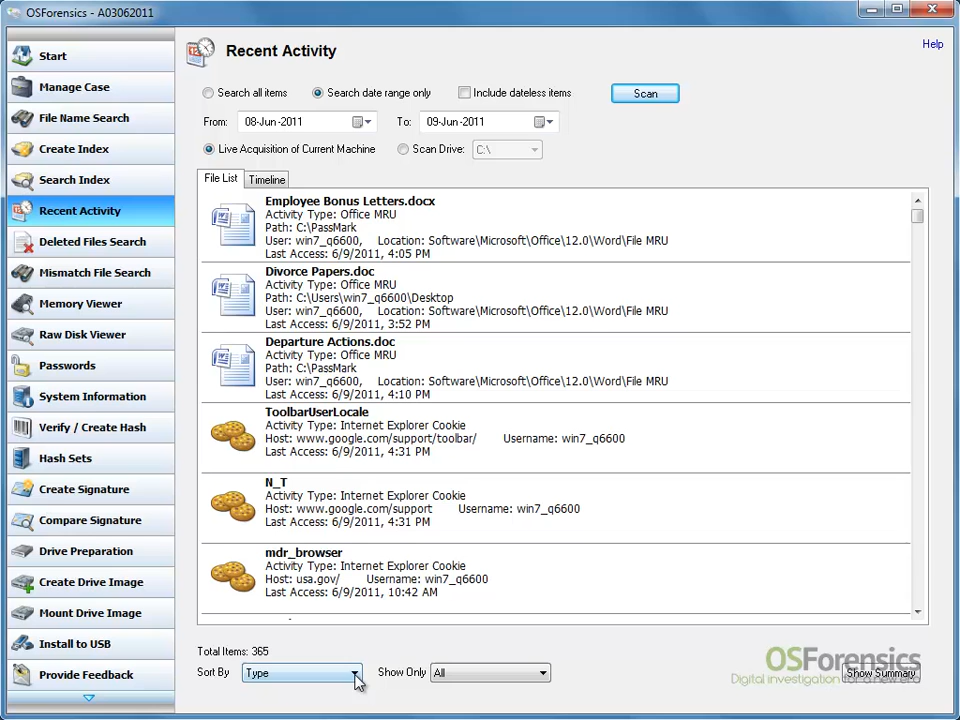 OSForensics - A03062011
Start
Manage Case
File Name Search
Create Index
Search Index
Recent Activity
Deleted Files Search
Mismatch File Search
Memory Viewer
Raw Disk Viewer
Passwords
System Information
Verify / Create Hash
Hash Sets
Create Signature
Compare Signature
Drive Preparation
Create Drive Image
Mount Drive Image
Install to USB
Provide Feedback
Recent Activity
Help
Search all items Search date range only Include dateless items Scan
From: 08-Jun-2011 To: 09-Jun-2011
Live Acquisition of Current Machine Scan Drive: C:\
File List Timeline
Employee Bonus Letters.docx
Activity Type: Office MRU
Path: C:\PassMark
User: win7_q6600, Location: Software\Microsoft\Office\12.0\Word\File MRU
Last Access: 6/9/2011, 4:05 PM
Divorce Papers.doc
Activity Type: Office MRU
Path: C:\Users\win7_q6600\Desktop
User: win7_q6600, Location: Software\Microsoft\Office\12.0\Word\File MRU
Last Access: 6/9/2011, 3:52 PM
Departure Actions.doc
Activity Type: Office MRU
Path: C:\PassMark
User: win7_q6600, Location: Software\Microsoft\Office\12.0\Word\File MRU
Last Access: 6/9/2011, 4:10 PM
ToolbarUserLocale
Activity Type: Internet Explorer Cookie
Host: www.google.com/support/toolbar/ Username: win7_q6600
Last Access: 6/9/2011, 4:31 PM
N_T
Activity Type: Internet Explorer Cookie
Host: www.google.com/support Username: win7_q6600
Last Access: 6/9/2011, 4:31 PM
mdr_browser
Activity Type: Internet Explorer Cookie
Host: usa.gov/ Username: win7_q6600
Last Access: 6/9/2011, 10:42 AM
Total Items: 365
Sort By Type Show Only All
OSForensics
Digital investigation for a new era
Show Summary